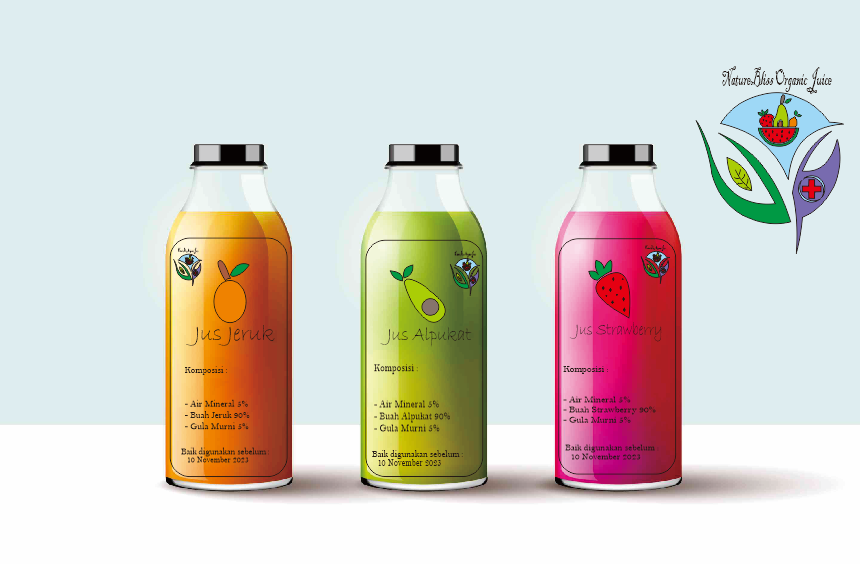 NatureBliss Organic Juice
Jus Jeruk
Komposisi :
- Air Mineral 5%
- Buah Jeruk 90%
- Gula Murni 5%
Baik digunakan sebelum
10 November 2023
Jus Alpukat
Komposisi :
- Air Mineral 5%
- Buah Alpukat 90%
- Gula Murni 5%
Baik digunakan sebelum :
10 November 2023
Jus Strawberry
Komposisi :
- Air Mineral 5%
- Buah Strawberry 90%
- Gula Murni 5%
Baik digunakan sebelum
10 November 2023